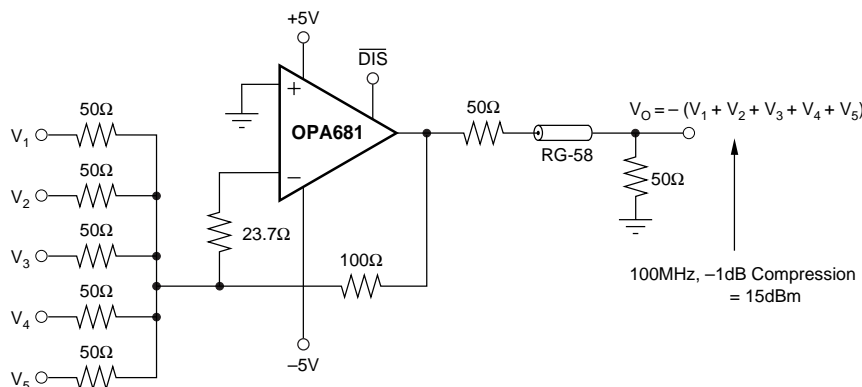 +5V
DIS
50Ω
V1
50Ω
V2
50Ω
V3
50Ω
V4
50Ω
V5
+
OPA681
−
23.7Ω
100Ω
−5V
50Ω
RG-58
VO = − (V1 + V2 + V3 + V4 + V5)
50Ω
100MHz, −1dB Compression
= 15dBm